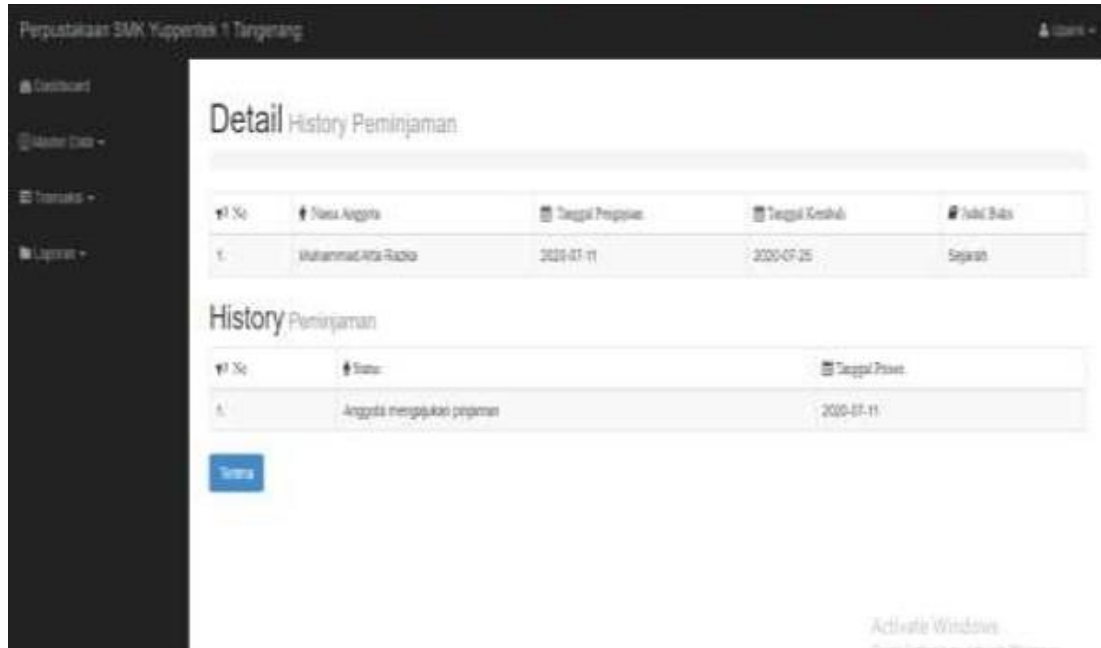 Perpustakaan SMK Yuppentek 1 Tangerang
Dashboard
Master Data
Transaksi
Laporan
Detail History Peminjaman
No Nama Anggota Tanggal Pengajuan Tanggal Kembali Judul Buku
1. Muhammad Razka 2020-07-11 2020-07-25 Sejarah
History Peminjaman
No Status Tanggal Proses
1. Anggota mengajukan pinjaman 2020-07-11
Terima
Activate Windows